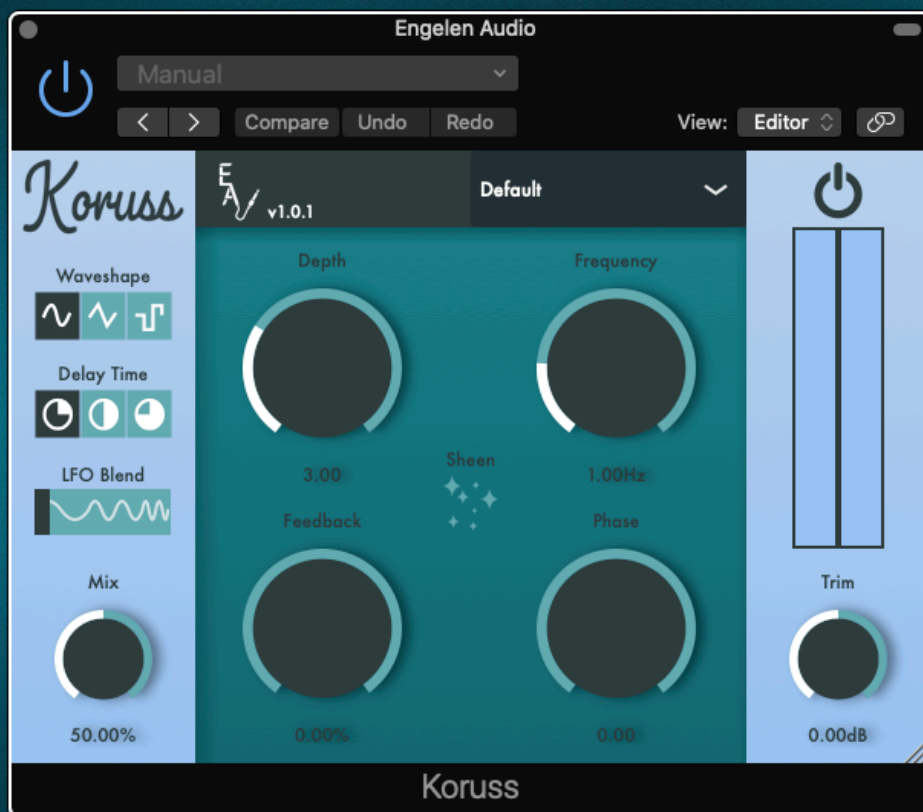 Engelen Audio
Manual
Compare Undo Redo View: Editor
Koruss
EA v1.0.1
Default
Waveshape
Delay Time
LFO Blend
Mix
50.00%
Depth
3.00
Frequency
1.00Hz
Sheen
Feedback
0.00%
Phase
0.00
Trim
0.00dB
Koruss